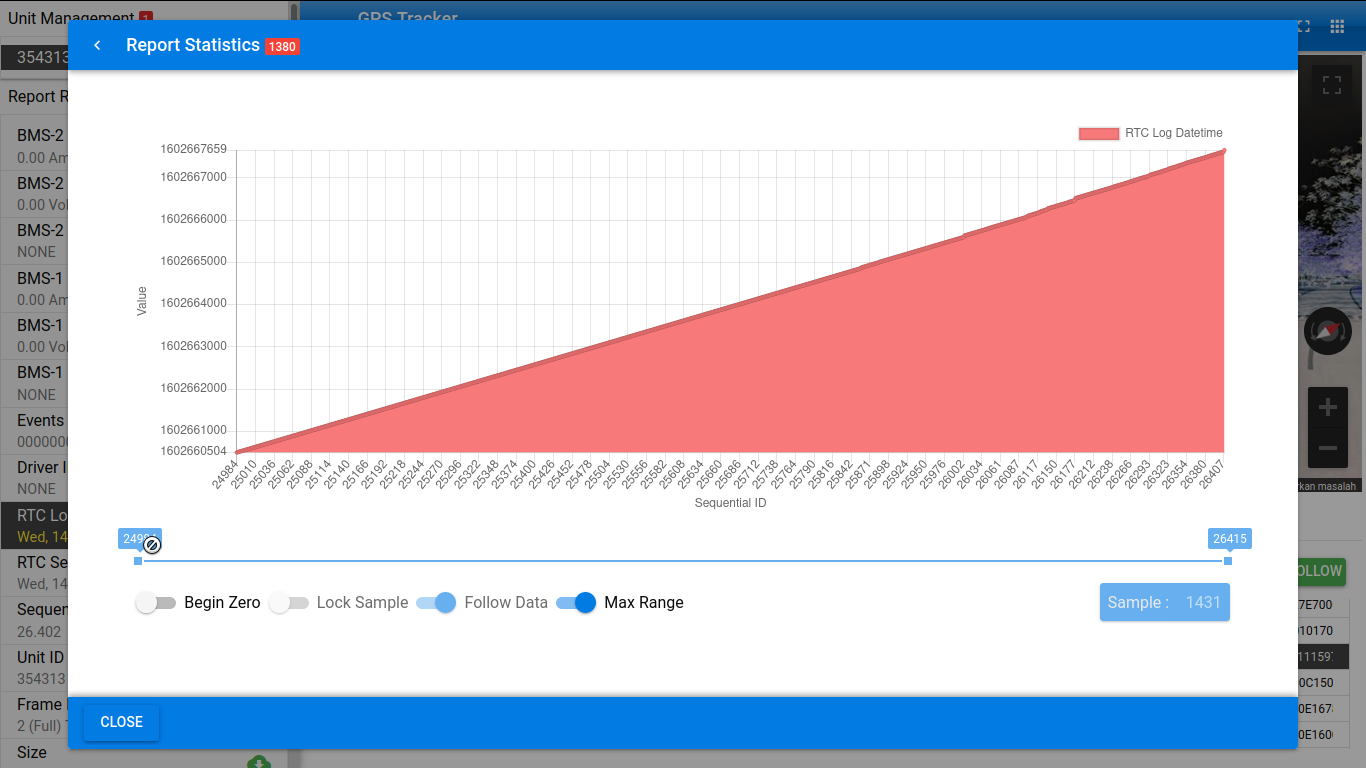 Unit Management 1
GPS Tracker
354313
Report Statistics 1380
Report R
BMS-2
0.00 Am
BMS-2
0.00 Vol
BMS-2
NONE
BMS-1
0.00 Am
BMS-1
0.00 Vol
BMS-1
NONE
Events
0000000
Driver I
NONE
RTC Lo
Wed, 14
RTC Se
Wed, 14
Sequen
26.402
Unit ID
354313
Frame
2 (Full)
Size
RTC Log Datetime
Value
1602667659
1602667000
1602666000
1602665000
1602664000
1602663000
1602662000
1602661000
1602660504
24984 25010 25036 25062 25088 25114 25140 25166 25192 25218 25244 25270 25296 25322 25348 25374 25400 25426 25452 25478 25504 25530 25556 25582 25608 25634 25660 25686 25712 25738 25764 25790 25816 25842 25871 25898 25924 25950 25976 26002 26034 26061 26087 26117 26150 26177 26212 26238 26266 26293 26323 26354 26380 26407
Sequential ID
26415
Begin Zero
Lock Sample
Follow Data
Max Range
Sample : 1431
CLOSE
+
−
kan masalah
OLLOW
7E700
010170
11159
0C150
0E167
0E160